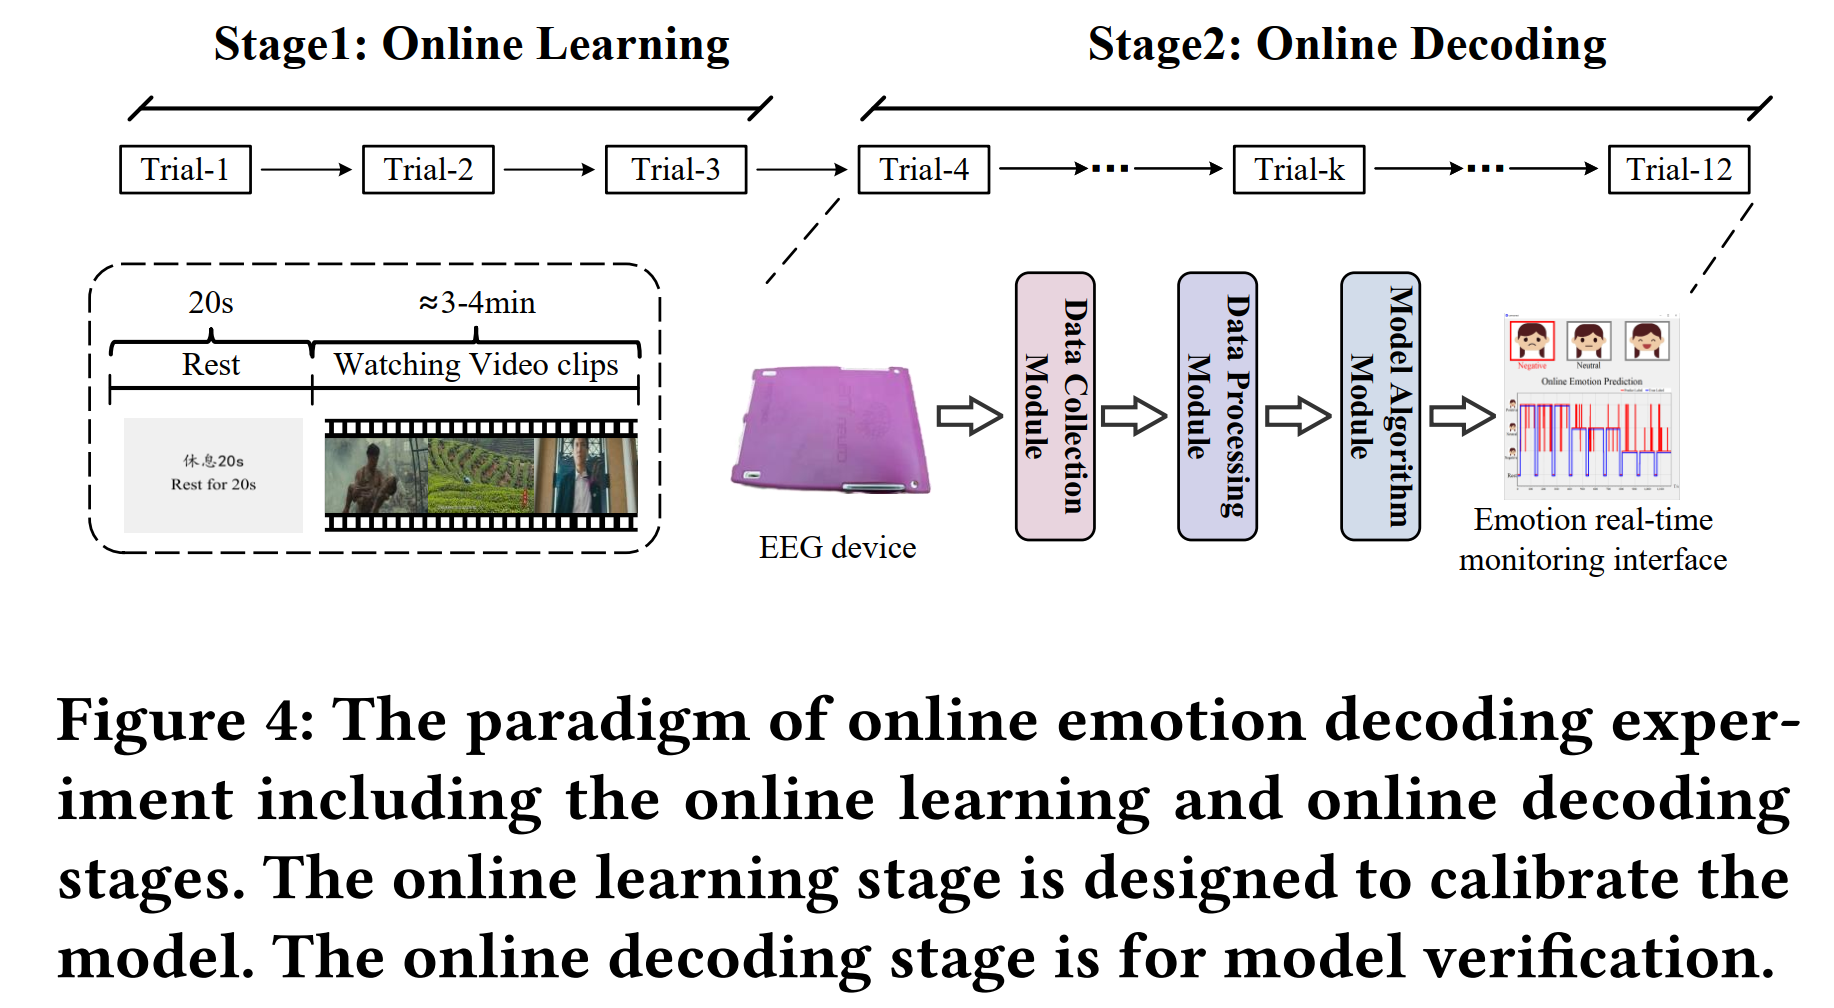 Stage1: Online Learning
Stage2: Online Decoding
Trial-1
Trial-2
Trial-3
Trial-4
...
Trial-k
...
Trial-12
20s
≈3-4min
Rest
Watching Video clips
休息20s
Rest for 20s
EEG device
Data Collection
Module
Data Processing
Module
Model Algorithm
Module
Negative
Neutral
Online Emotion Prediction
Emotion real-time
monitoring interface
Figure 4: The paradigm of online emotion decoding exper-
iment including the online learning and online decoding
stages. The online learning stage is designed to calibrate the
model. The online decoding stage is for model verification.